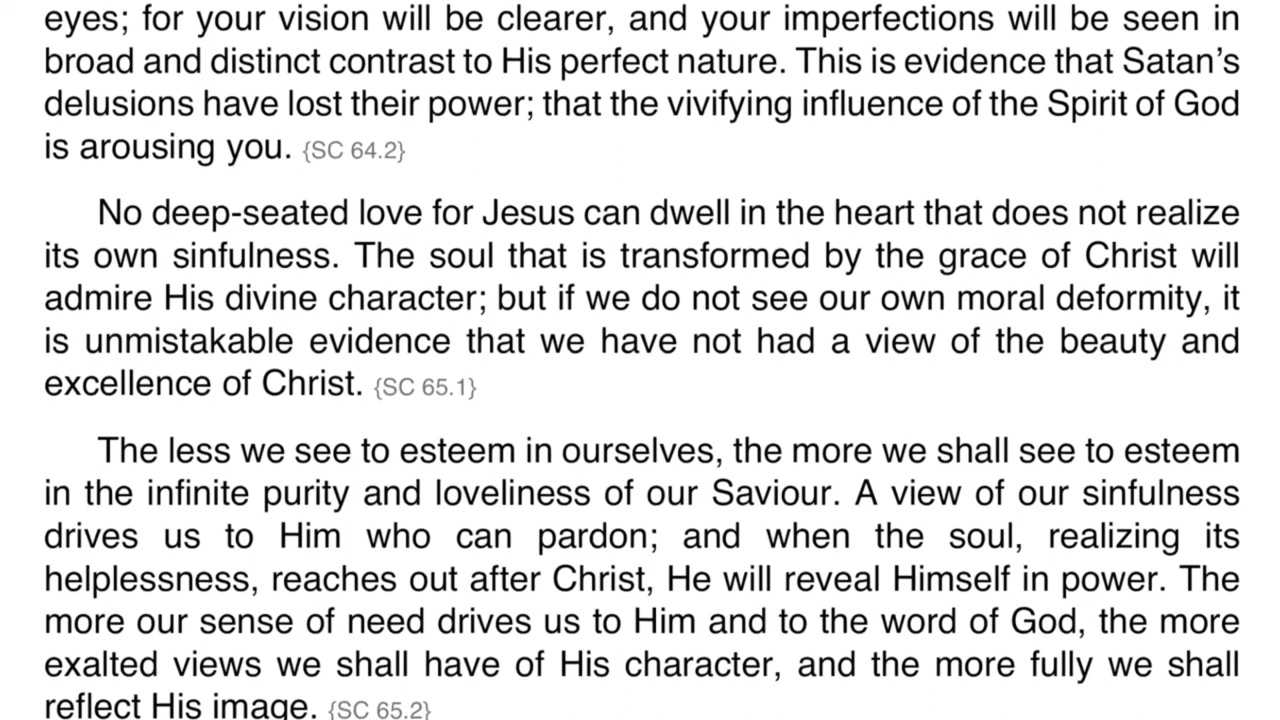 eyes; for your vision will be clearer, and your imperfections will be seen in
broad and distinct contrast to His perfect nature. This is evidence that Satan’s
delusions have lost their power; that the vivifying influence of the Spirit of God
is arousing you. {SC 64.2}
No deep-seated love for Jesus can dwell in the heart that does not realize
its own sinfulness. The soul that is transformed by the grace of Christ will
admire His divine character; but if we do not see our own moral deformity, it
is unmistakable evidence that we have not had a view of the beauty and
excellence of Christ. {SC 65.1}
The less we see to esteem in ourselves, the more we shall see to esteem
in the infinite purity and loveliness of our Saviour. A view of our sinfulness
drives us to Him who can pardon; and when the soul, realizing its
helplessness, reaches out after Christ, He will reveal Himself in power. The
more our sense of need drives us to Him and to the word of God, the more
exalted views we shall have of His character, and the more fully we shall
reflect His image. {SC 65.2}